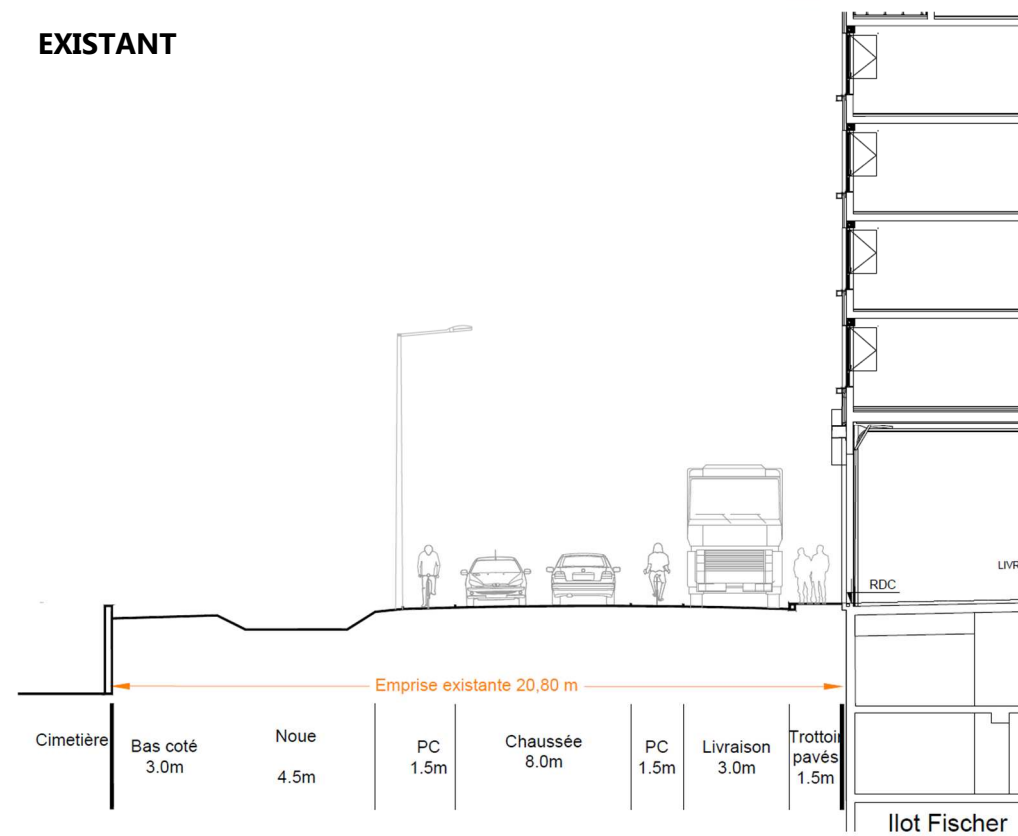 EXISTANT
LIVR
RDC
Emprise existante 20,80 m
Cimetière
Bas coté
3.0m
Noue
4.5m
PC
1.5m
Chaussée
8.0m
PC
1.5m
Livraison
3.0m
Trottoir
pavés
1.5m
Ilot Fischer